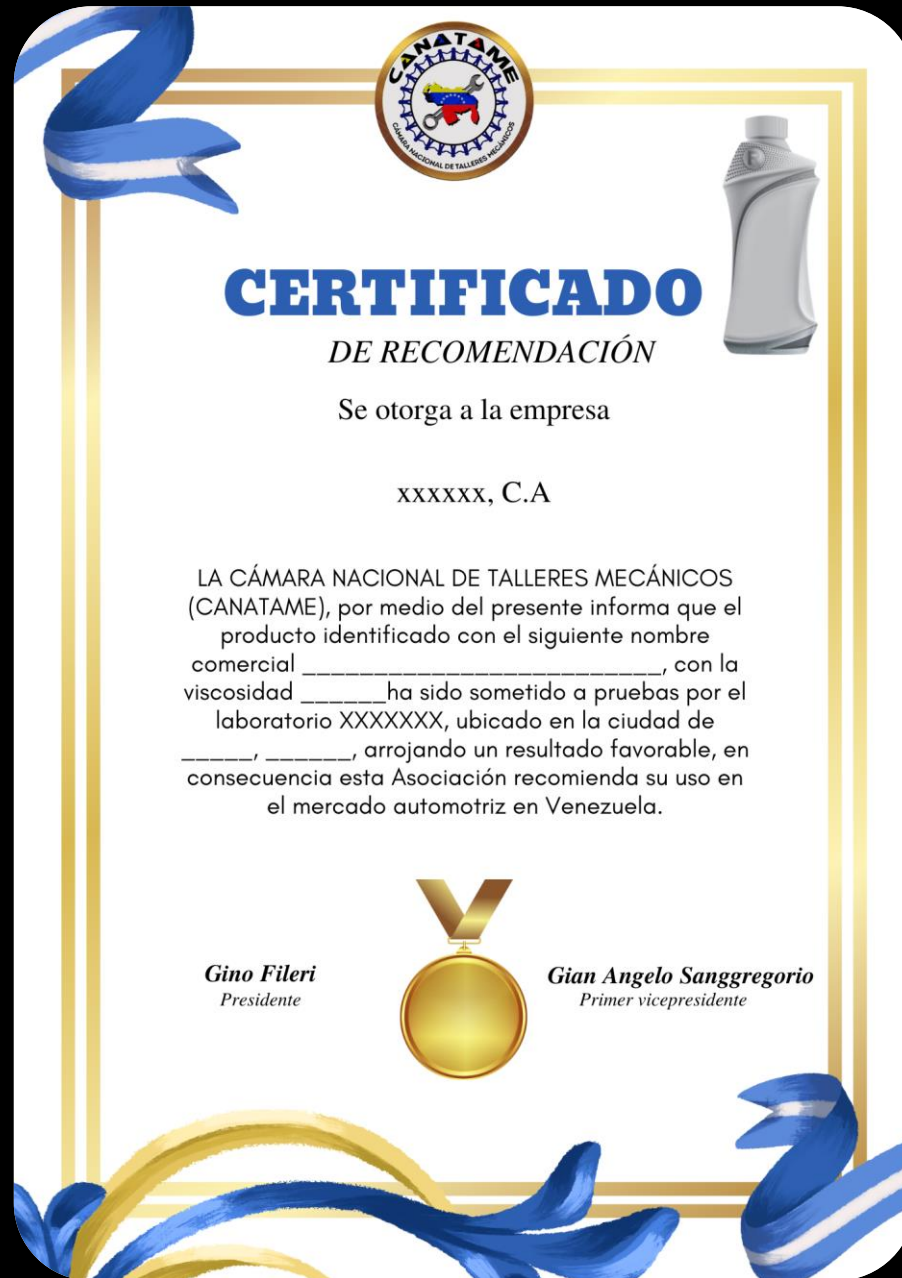 CANATAME
CÁMARA NACIONAL DE TALLERES MECÁNICOS
F
CERTIFICADO
DE RECOMENDACIÓN
Se otorga a la empresa
xxxxxx, C.A
LA CÁMARA NACIONAL DE TALLERES MECÁNICOS
(CANATAME), por medio del presente informa que el
producto identificado con el siguiente nombre
comercial _________________________, con la
viscosidad ______ha sido sometido a pruebas por el
laboratorio XXXXXXX, ubicado en la ciudad de
_____, ______, arrojando un resultado favorable, en
consecuencia esta Asociación recomienda su uso en
el mercado automotriz en Venezuela.
Gino Fileri
Presidente
Gian Angelo Sanggregorio
Primer vicepresidente